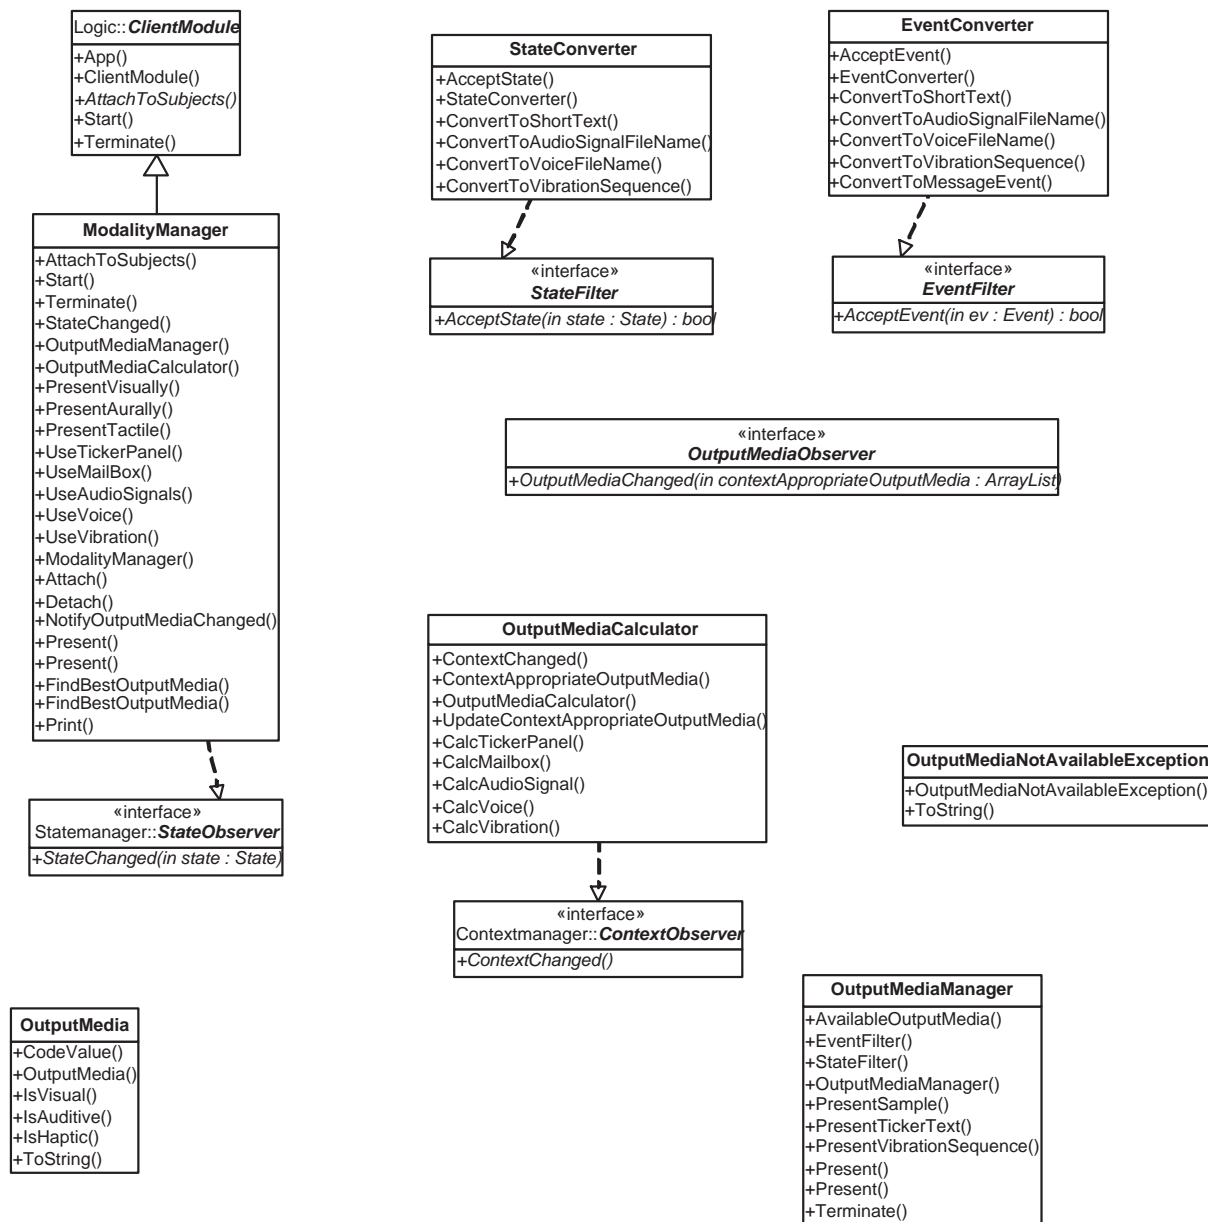 Logic::ClientModule
+App()
+ClientModule()
+AttachToSubjects()
+Start()
+Terminate()
StateConverter
+AcceptState()
+StateConverter()
+ConvertToShortText()
+ConvertToAudioSignalFileName()
+ConvertToVoiceFileName()
+ConvertToVibrationSequence()
EventConverter
+AcceptEvent()
+EventConverter()
+ConvertToShortText()
+ConvertToAudioSignalFileName()
+ConvertToVoiceFileName()
+ConvertToVibrationSequence()
+ConvertToMessageEvent()
ModalityManager
+AttachToSubjects()
+Start()
+Terminate()
+StateChanged()
+OutputMediaManager()
+OutputMediaCalculator()
+PresentVisually()
+PresentAurally()
+PresentTactile()
+UseTickerPanel()
+UseMailBox()
+UseAudioSignals()
+UseVoice()
+UseVibration()
+ModalityManager()
+Attach()
+Detach()
+NotifyOutputMediaChanged()
+Present()
+Present()
+FindBestOutputMedia()
+FindBestOutputMedia()
+Print()
«interface»
StateFilter
+AcceptState(in state : State) : bool
«interface»
EventFilter
+AcceptEvent(in ev : Event) : bool
«interface»
OutputMediaObserver
+OutputMediaChanged(in contextAppropriateOutputMedia : ArrayList)
OutputMediaCalculator
+ContextChanged()
+ContextAppropriateOutputMedia()
+OutputMediaCalculator()
+UpdateContextAppropriateOutputMedia()
+CalcTickerPanel()
+CalcMailbox()
+CalcAudioSignal()
+CalcVoice()
+CalcVibration()
OutputMediaNotAvailableException
+OutputMediaNotAvailableException()
+ToString()
«interface»
Statemanager::StateObserver
+StateChanged(in state : State)
«interface»
Contextmanager::ContextObserver
+ContextChanged()
OutputMedia
+CodeValue()
+OutputMedia()
+IsVisual()
+IsAuditive()
+IsHaptic()
+ToString()
OutputMediaManager
+AvailableOutputMedia()
+EventFilter()
+StateFilter()
+OutputMediaManager()
+PresentSample()
+PresentTickerText()
+PresentVibrationSequence()
+Present()
+Present()
+Terminate()